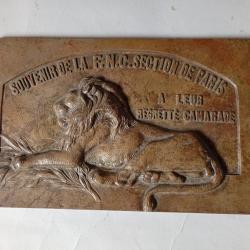 SOUVENIR DE LA F.N.C. SECTION DE PARIS
A LEUR
REGRETTÉ CAMARADE